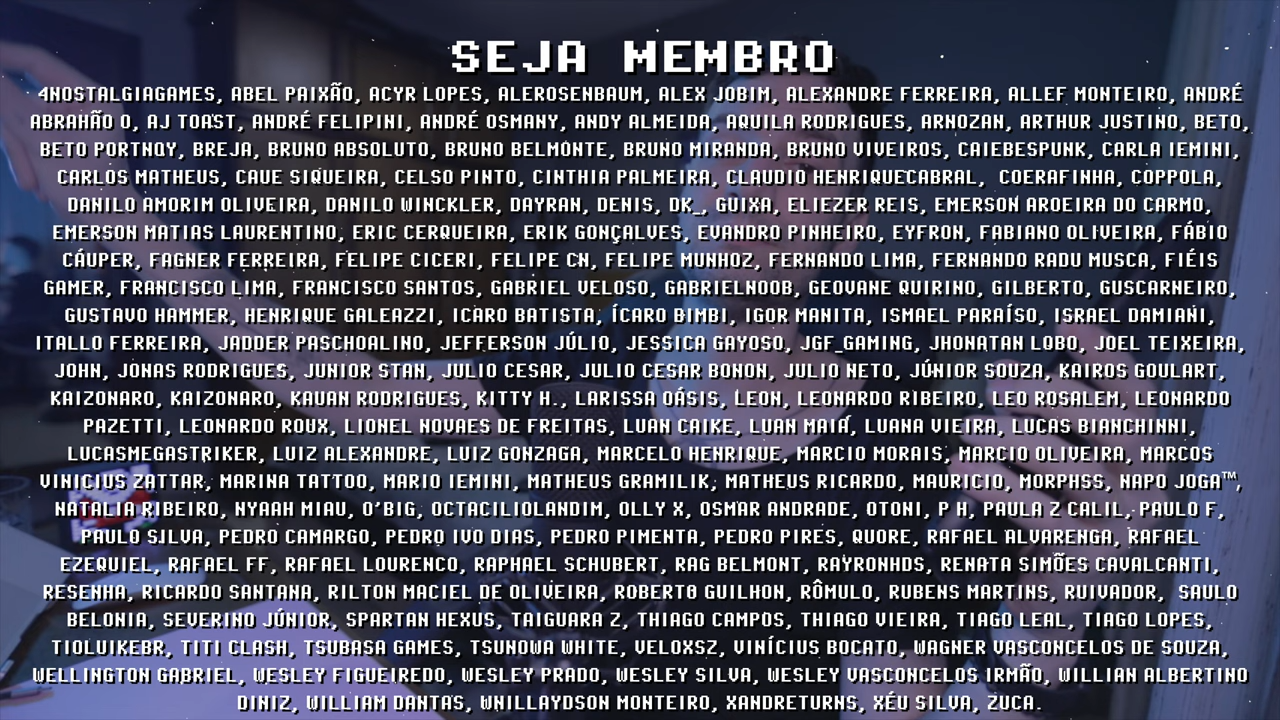 SEJA MEMBRO
4NOSTALGIAGAMES, ABEL PAIXÃO, ACYR LOPES, ALEROSENBAUM, ALEX JOBIM, ALEXANDRE FERREIRA, ALLEF MONTEIRO, ANDRÉ
ABRAHÃO O, AJ TOAST, ANDRÉ FELIPINI, ANDRÉ OSMANY, ANDY ALMEIDA, AQUILA RODRIGUES, ARNOZAN, ARTHUR JUSTINO, BETO,
BETO PORTNOY, BREJA, BRUNO ABSOLUTO, BRUNO BELMONTE, BRUNO MIRANDA, BRUNO VIVEIROS, CAIEBESPUNK, CARLA IEMINI,
CARLOS MATHEUS, CAUE SIQUEIRA, CELSO PINTO, CINTHIA PALMEIRA, CLAUDIO HENRIQUECABRAL, COERAFINHA, COPPOLA,
DANILO AMORIM OLIVEIRA, DANILO WINCKLER, DAYRAN, DENIS, DK_, GUIXA, ELIEZER REIS, EMERSON AROEIRA DO CARMO,
EMERSON MATIAS LAURENTINO, ERIC CERQUEIRA, ERIK GONÇALVES, EVANDRO PINHEIRO, EYFRON, FABIANO OLIVEIRA, FÁBIO
CÁUPER, FAGNER FERREIRA, FELIPE CICERI, FELIPE CN, FELIPE MUNHOZ, FERNANDO LIMA, FERNANDO RADU MUSCA, FIÉIS
GAMER, FRANCISCO LIMA, FRANCISCO SANTOS, GABRIEL VELOSO, GABRIELNOOB, GEOVANE QUIRINO, GILBERTO, GUSCARNEIRO,
GUSTAVO HAMMER, HENRIQUE GALEAZZI, ICARO BATISTA, ÍCARO BIMBI, IGOR MANITA, ISMAEL PARAÍSO, ISRAEL DAMIANI,
ITALLO FERREIRA, JADDER PASCHOALINO, JEFFERSON JÚLIO, JESSICA GAYOSO, JGF_GAMING, JHONATAN LOBO, JOEL TEIXEIRA,
JOHN, JONAS RODRIGUES, JUNIOR STAN, JULIO CESAR, JULIO CESAR BONON, JULIO NETO, JÚNIOR SOUZA, KAIROS GOULART,
KAIZONARO, KAIZONARO, KAUAN RODRIGUES, KITTY H., LARISSA OÁSIS, LEON, LEONARDO RIBEIRO, LEO ROSALEM, LEONARDO
PAZETTI, LEONARDO ROUX, LIONEL NOVAES DE FREITAS, LUAN CAIKE, LUAN MAIA, LUANA VIEIRA, LUCAS BIANCHINNI,
LUCASMEGASTRIKER, LUIZ ALEXANDRE, LUIZ GONZAGA, MARCELO HENRIQUE, MARCIO MORAIS, MARCIO OLIVEIRA, MARCOS
VINICIUS ZATTAR, MARINA TATTOO, MARIO IEMINI, MATHEUS GRAMILIK, MATHEUS RICARDO, MAURICIO, MORPHSS, NAPO JOGA™,
NATALIA RIBEIRO, NYAAH MIAU, O'BIG, OCTACILIOLANDIM, OLLY X, OSMAR ANDRADE, OTONI, P H, PAULA Z CALIL, PAULO F,
PAULO SILVA, PEDRO CAMARGO, PEDRO IVO DIAS, PEDRO PIMENTA, PEDRO PIRES, QUORE, RAFAEL ALVARENGA, RAFAEL
EZEQUIEL, RAFAEL FF, RAFAEL LOURENCO, RAPHAEL SCHUBERT, RAG BELMONT, RAYRONHDS, RENATA SIMÕES CAVALCANTI,
RESENHA, RICARDO SANTANA, RILTON MACIEL DE OLIVEIRA, ROBERTO GUILHON, RÔMULO, RUBENS MARTINS, RUIVADOR, SAULO
BELONIA, SEVERINO JÚNIOR, SPARTAN HEXUS, TAIGUARA Z, THIAGO CAMPOS, THIAGO VIEIRA, TIAGO LEAL, TIAGO LOPES,
TIOLUIKEBR, TITI CLASH, TSUBASA GAMES, TSUNOWA WHITE, VELOXSZ, VINÍCIUS BOCATO, WAGNER VASCONCELOS DE SOUZA,
WELLINGTON GABRIEL, WESLEY FIGUEIREDO, WESLEY PRADO, WESLEY SILVA, WESLEY VASCONCELOS IRMÃO, WILLIAN ALBERTINO
DINIZ, WILLIAM DANTAS, WNILLAYDSON MONTEIRO, XANDRETURNS, XÉU SILVA, ZUCA.